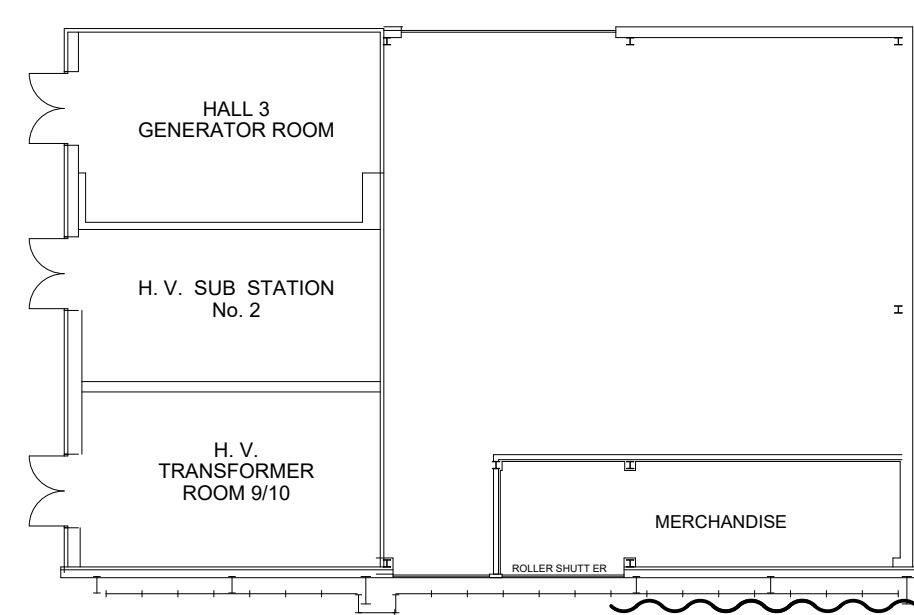 HALL 3
GENERATOR ROOM
H. V. SUB STATION
No. 2
H. V.
TRANSFORMER
ROOM 9/10
MERCHANDISE
ROLLER SHUTT ER